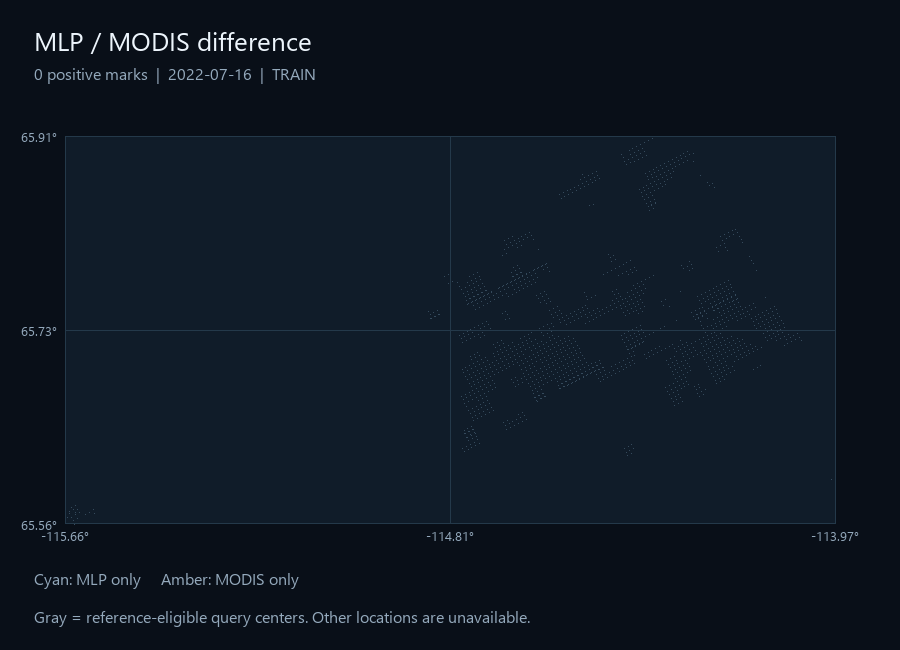 MLP / MODIS difference
0 positive marks | 2022-07-16 | TRAIN
65.91°
65.73°
65.56°
-115.66° -114.81° -113.97°
Cyan: MLP only Amber: MODIS only
Gray = reference-eligible query centers. Other locations are unavailable.